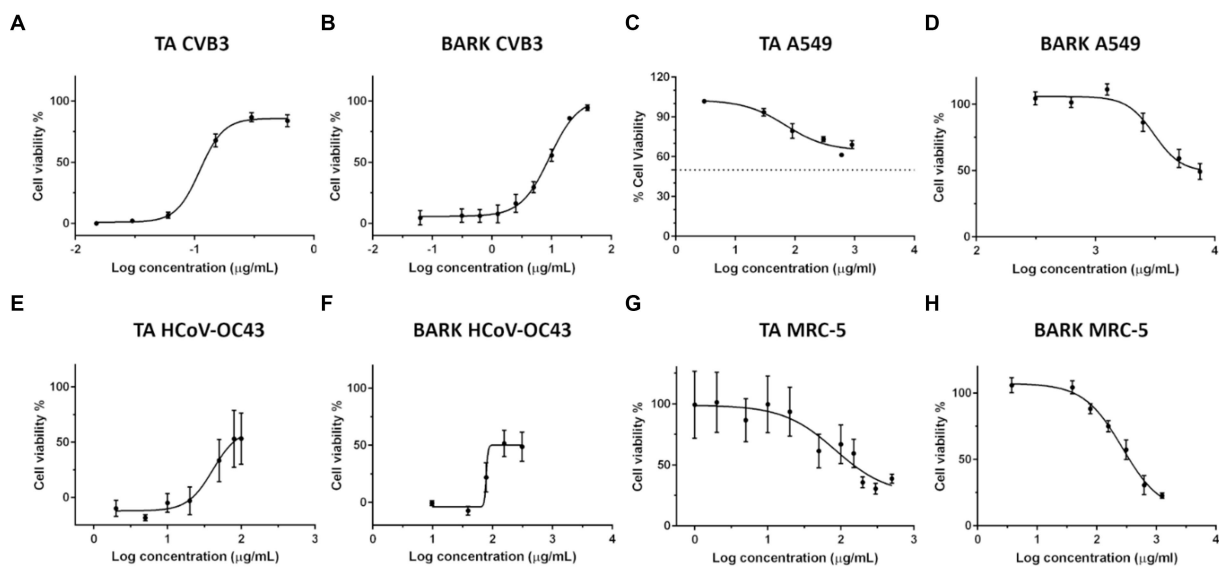 A
TA CVB3
Cell viability %
100
50
0
-2
-1
0
Log concentration (μg/mL)
B
BARK CVB3
Cell viability %
100
50
0
-2
-1
0
1
2
Log concentration (μg/mL)
C
TA A549
% Cell Viability
120
90
60
30
0
0
1
2
3
4
Log concentration (μg/ml)
D
BARK A549
Cell viability %
100
50
0
2
3
4
Log concentration (μg/mL)
E
TA HCoV-OC43
Cell viability %
100
50
0
0
1
2
3
Log concentration (μg/mL)
F
BARK HCoV-OC43
Cell viability %
100
50
0
0
1
2
3
4
Log concentration (μg/mL)
G
TA MRC-5
Cell viability %
100
50
0
0
1
2
3
Log concentration (μg/mL)
H
BARK MRC-5
Cell viability %
100
50
0
0
1
2
3
4
Log concentration (μg/ml)